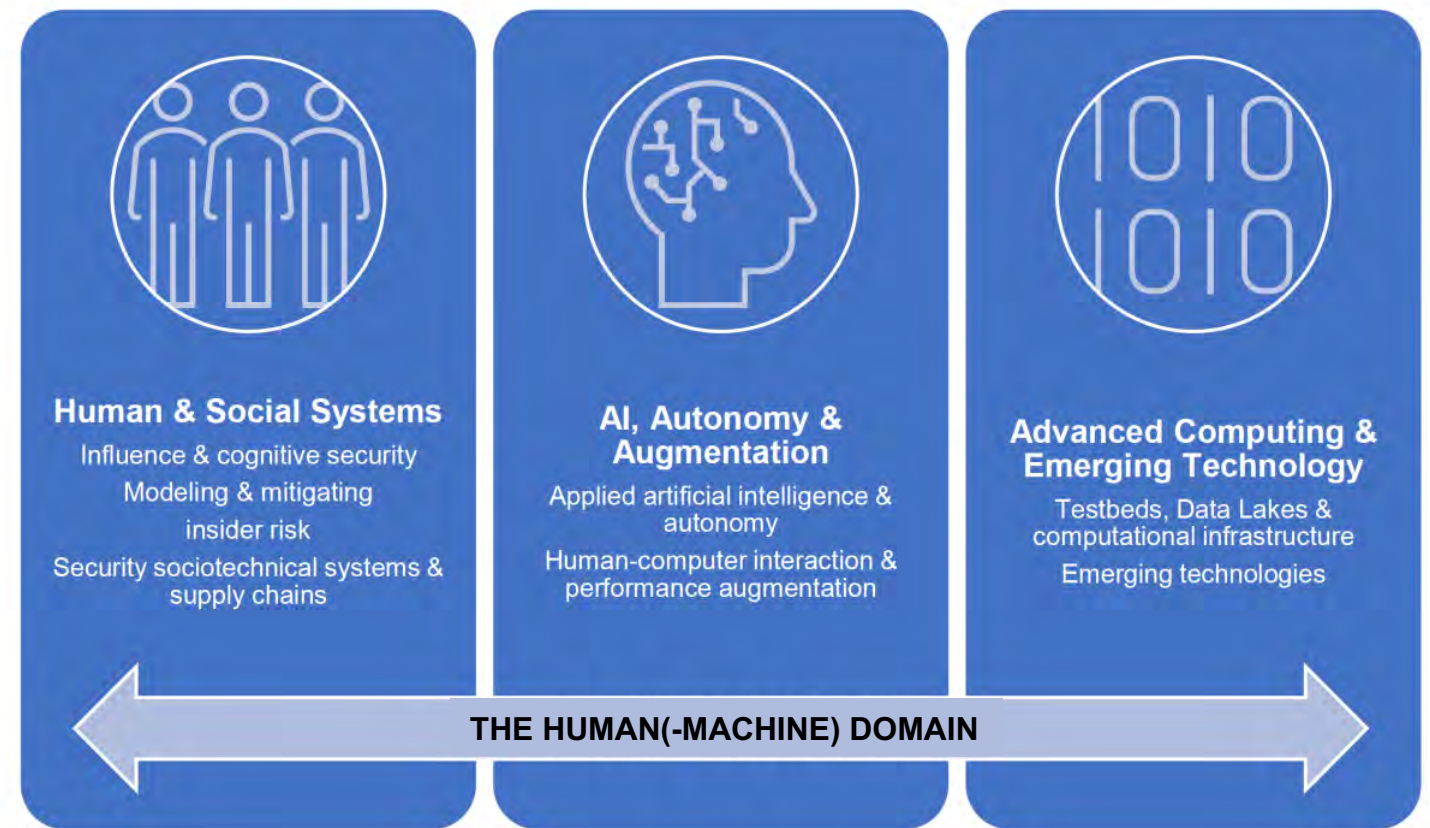 IOIO
IOIO
Human & Social Systems
Influence & cognitive security
Modeling & mitigating
insider risk
Security sociotechnical systems &
supply chains
AI, Autonomy &
Augmentation
Applied artificial intelligence &
autonomy
Human-computer interaction &
performance augmentation
Advanced Computing &
Emerging Technology
Testbeds, Data Lakes &
computational infrastructure
Emerging technologies
THE HUMAN(-MACHINE) DOMAIN